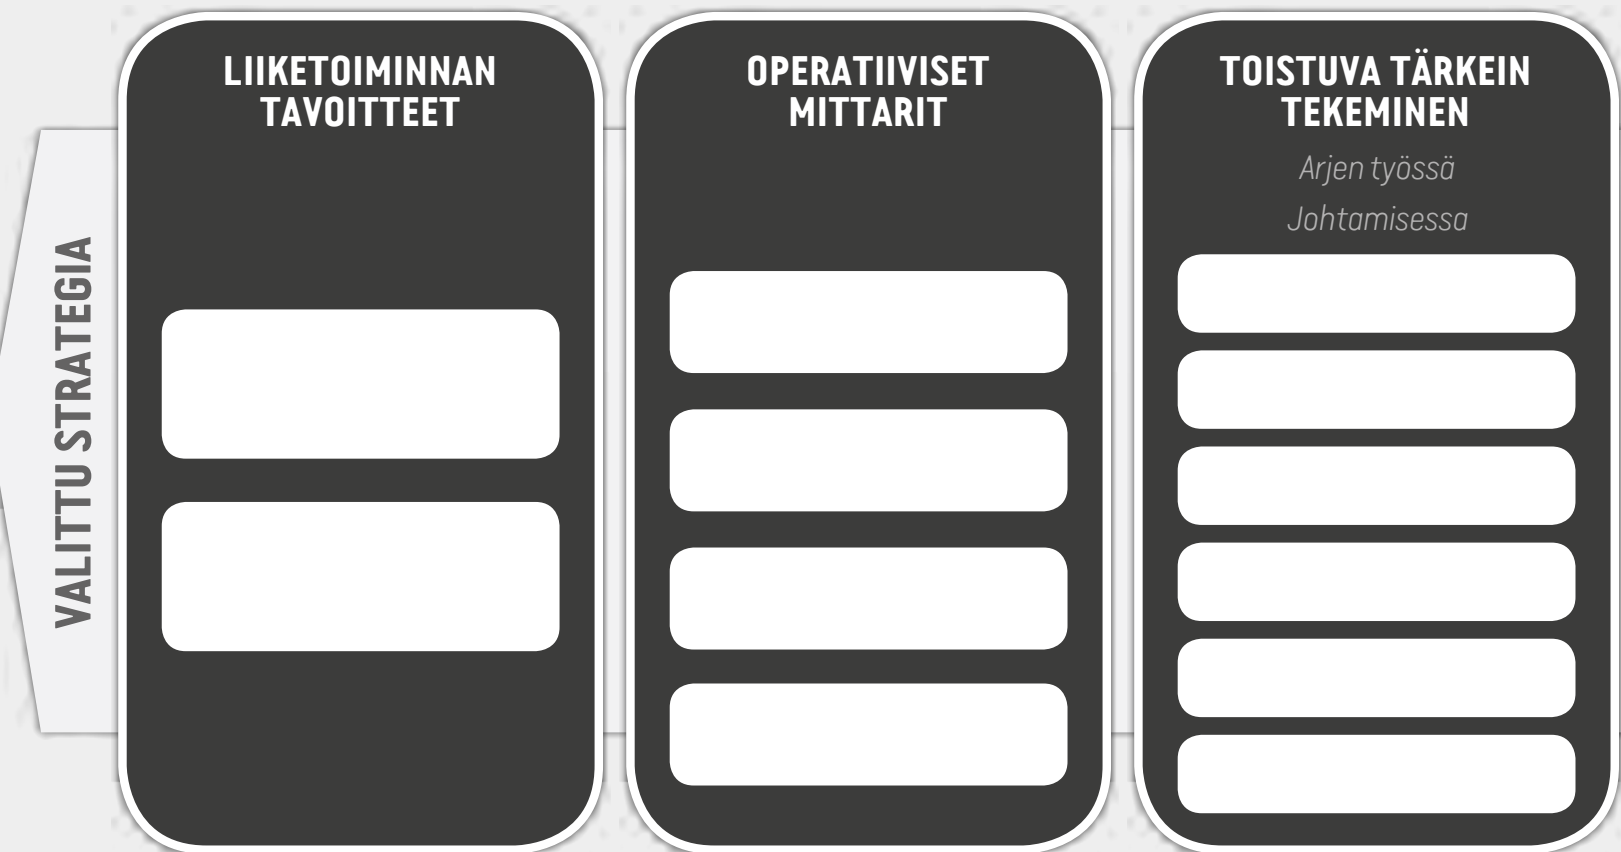 VALITTU STRATEGIA
LIIKETOIMINNAN
TAVOITTEET
OPERATIIVISET
MITTARIT
TOISTUVA TÄRKEIN
TEKEMINEN
Arjen työssä
Johtamisessa